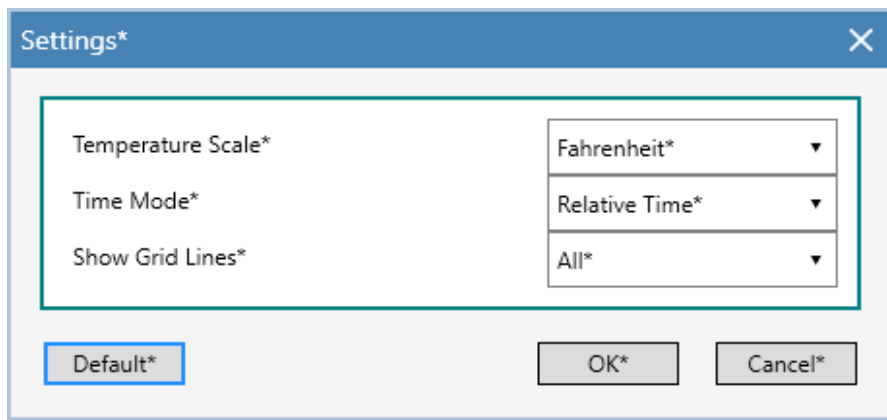 Settings*
Temperature Scale* Fahrenheit*
Time Mode* Relative Time*
Show Grid Lines* All*
Default* OK* Cancel*